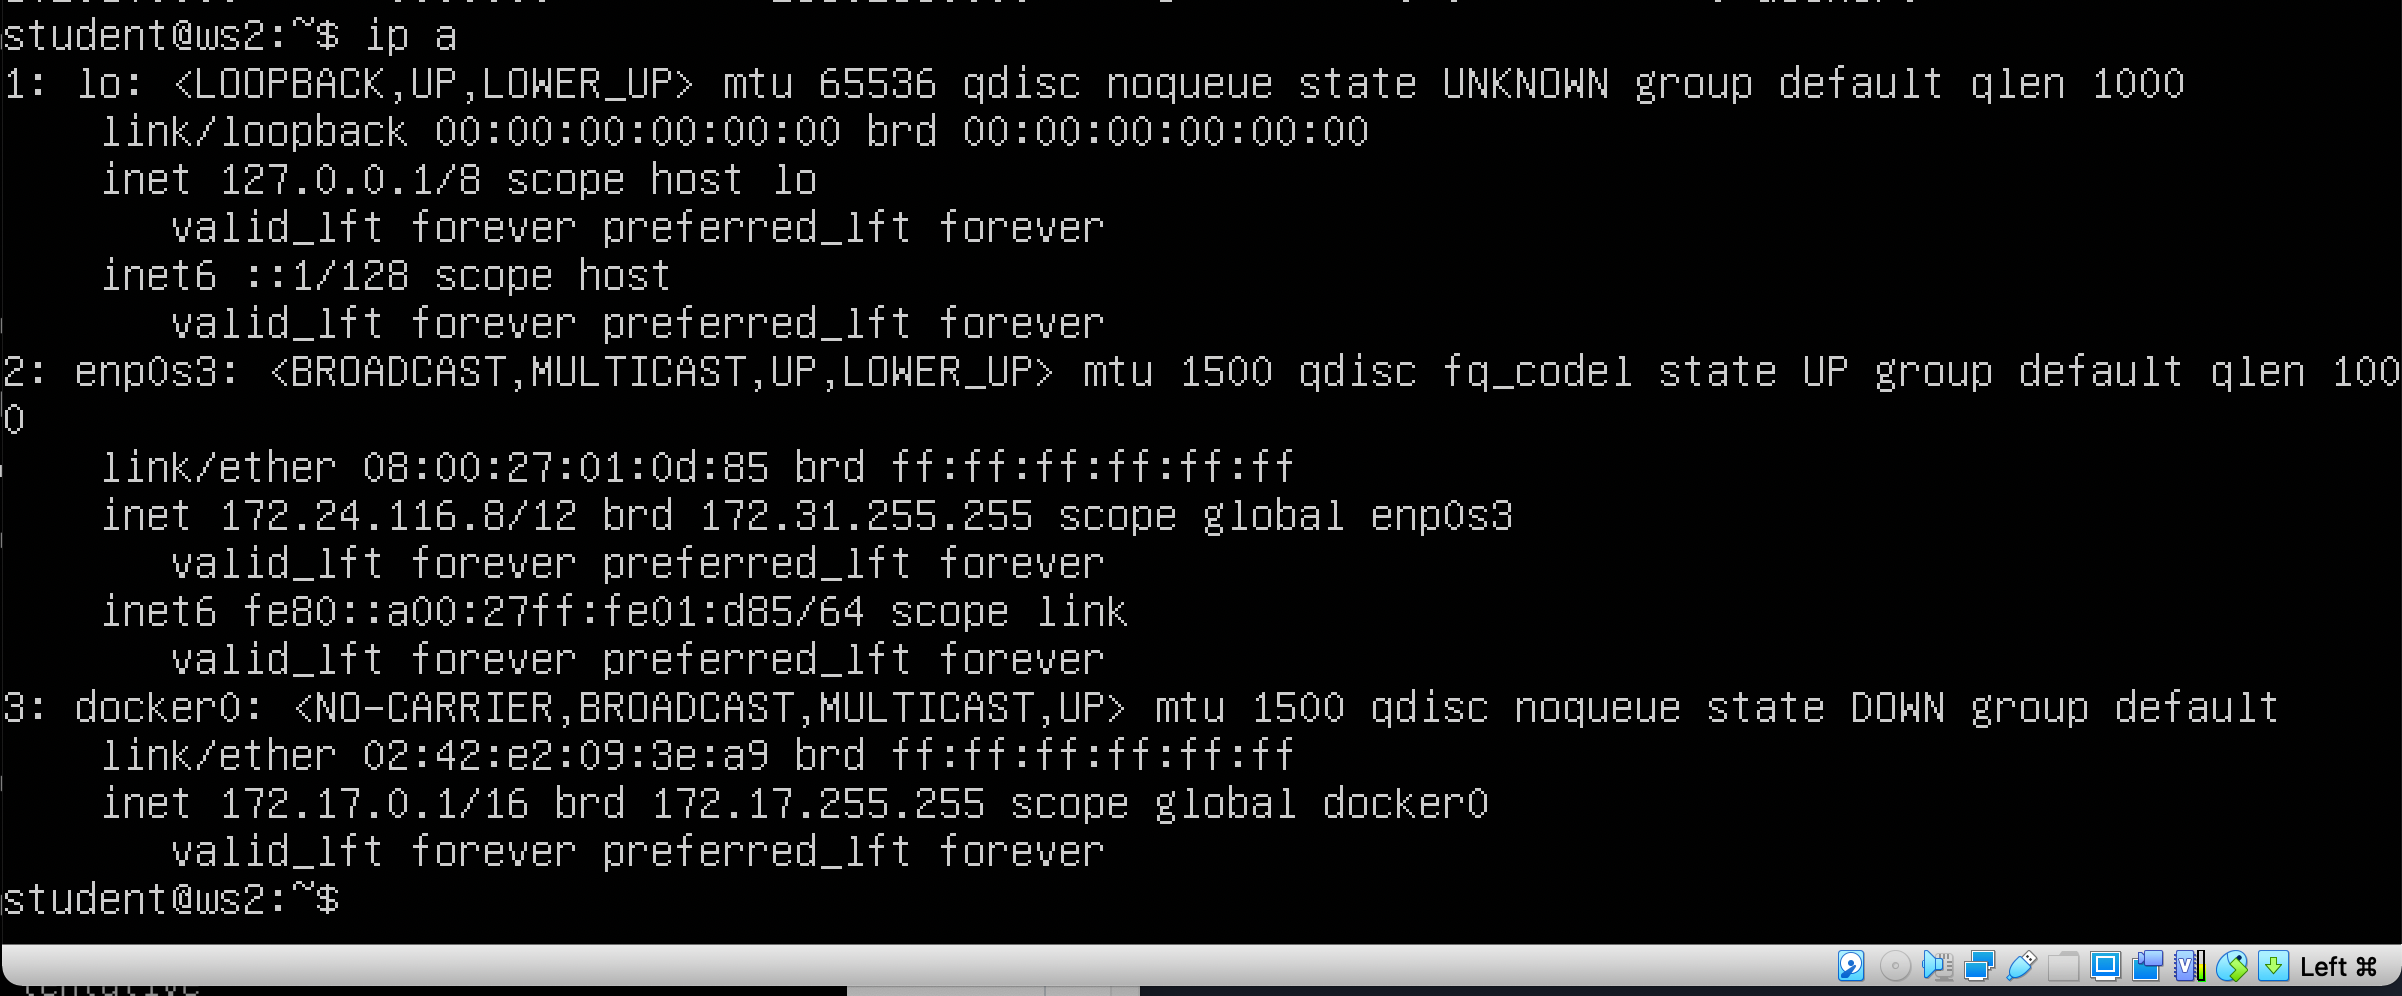 student@ws2:~$ ip a
1: lo: <LOOPBACK,UP,LOWER_UP> mtu 65536 qdisc noqueue state UNKNOWN group default qlen 1000
    link/loopback 00:00:00:00:00:00 brd 00:00:00:00:00:00
    inet 127.0.0.1/8 scope host lo
       valid_lft forever preferred_lft forever
    inet6 ::1/128 scope host
       valid_lft forever preferred_lft forever
2: enp0s3: <BROADCAST,MULTICAST,UP,LOWER_UP> mtu 1500 qdisc fq_codel state UP group default qlen 100
0
    link/ether 08:00:27:01:0d:85 brd ff:ff:ff:ff:ff:ff
    inet 172.24.116.8/12 brd 172.31.255.255 scope global enp0s3
       valid_lft forever preferred_lft forever
    inet6 fe80::a00:27ff:fe01:d85/64 scope link
       valid_lft forever preferred_lft forever
3: docker0: <NO-CARRIER,BROADCAST,MULTICAST,UP> mtu 1500 qdisc noqueue state DOWN group default
    link/ether 02:42:e2:09:3e:a9 brd ff:ff:ff:ff:ff:ff
    inet 172.17.0.1/16 brd 172.17.255.255 scope global docker0
       valid_lft forever preferred_lft forever
student@ws2:~$
Left ⌘